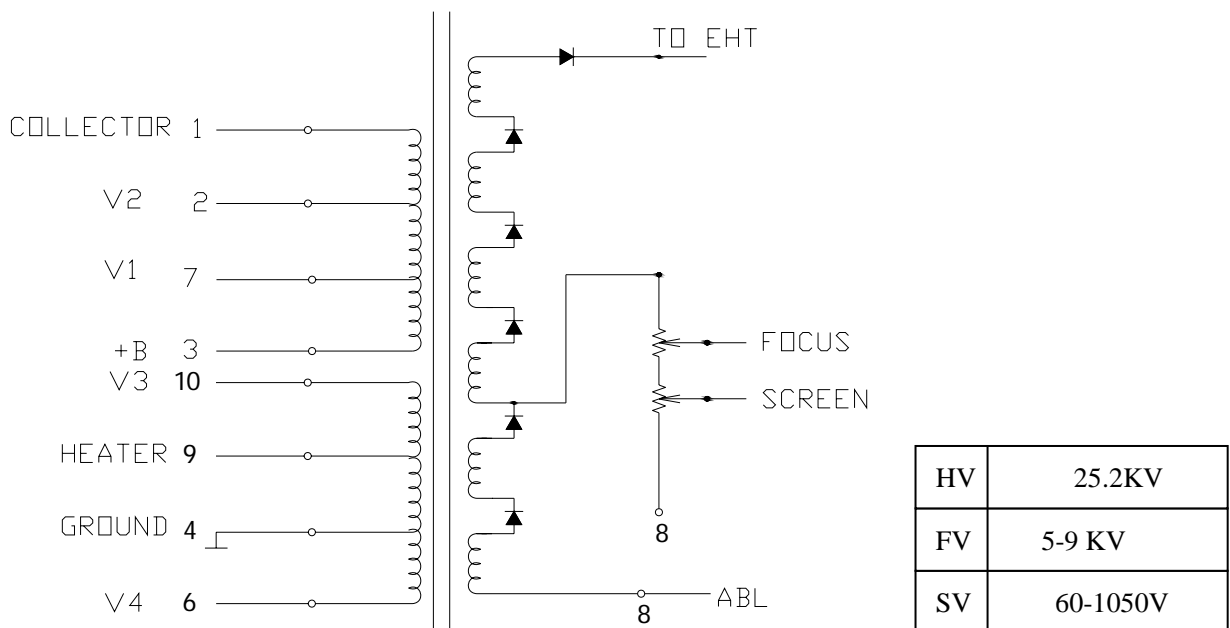 TO EHT
COLLECTOR 1
V2 2
V1 7
+B 3
V3 10
HEATER 9
GROUND 4
V4 6
FOCUS
SCREEN
8
ABL
8
HV 25.2KV
FV 5-9 KV
SV 60-1050V